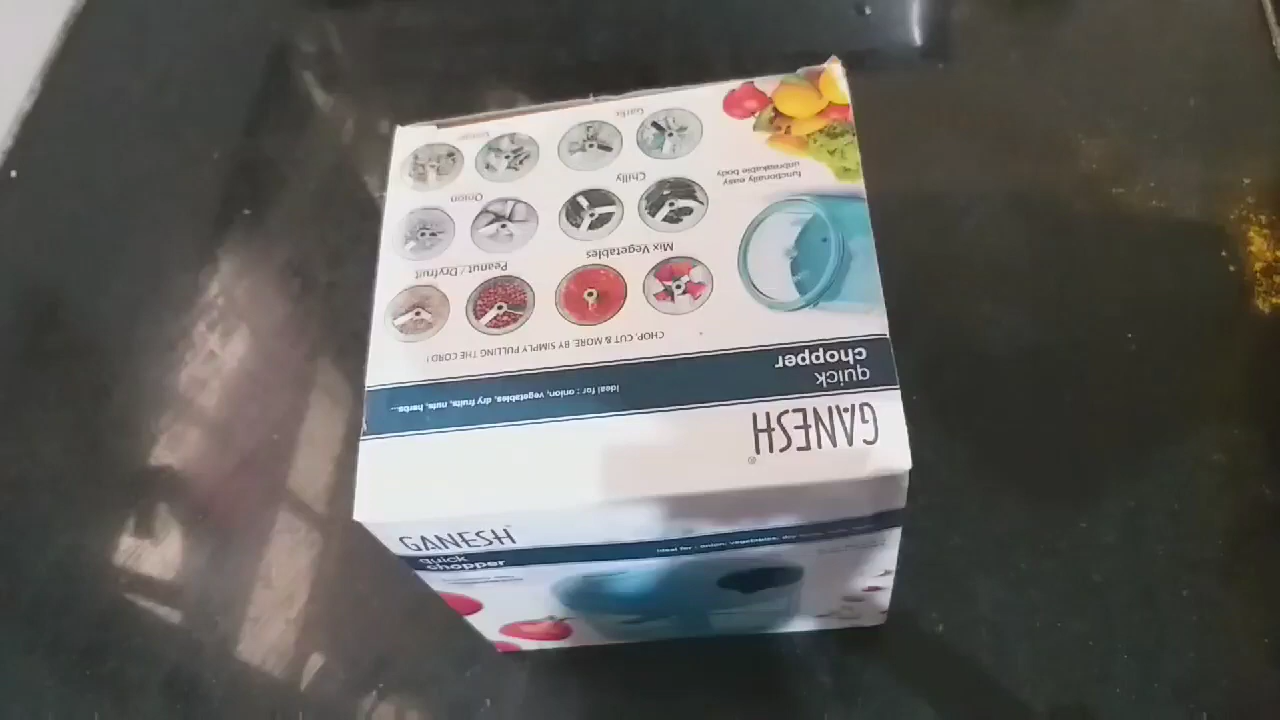 GANESH®
quick
chopper
Ideal for : onion, vegetables, dry fruits, nuts, herbs...
CHOP, CUT & MORE, BY SIMPLY PULLING THE CORD!
Mix Vegetables
Peanut / Dryfruit
Chilly
Onion
Garlic
functionally easy
unbreakable body
GANESH
quick
chopper
Ideal for : onion, vegetables, dry